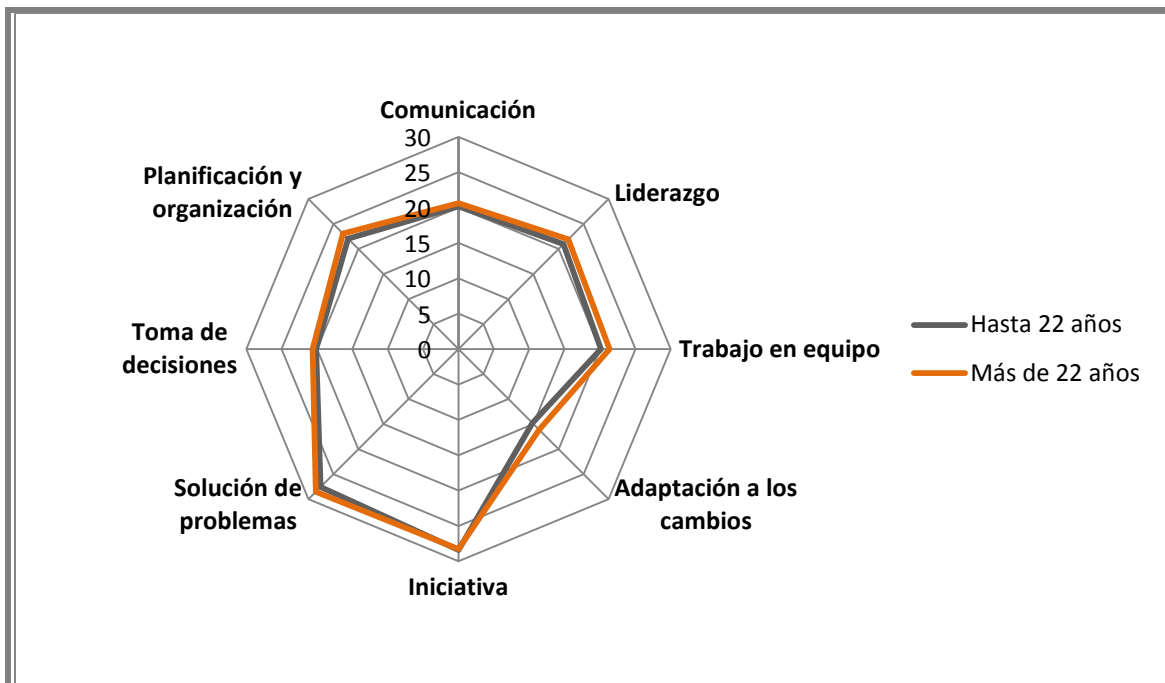 Comunicación
30
25
20
15
10
5
0
Liderazgo
Trabajo en equipo
Adaptación a los
cambios
Iniciativa
Solución de
problemas
Toma de
decisiones
Planificación y
organización
Hasta 22 años
Más de 22 años